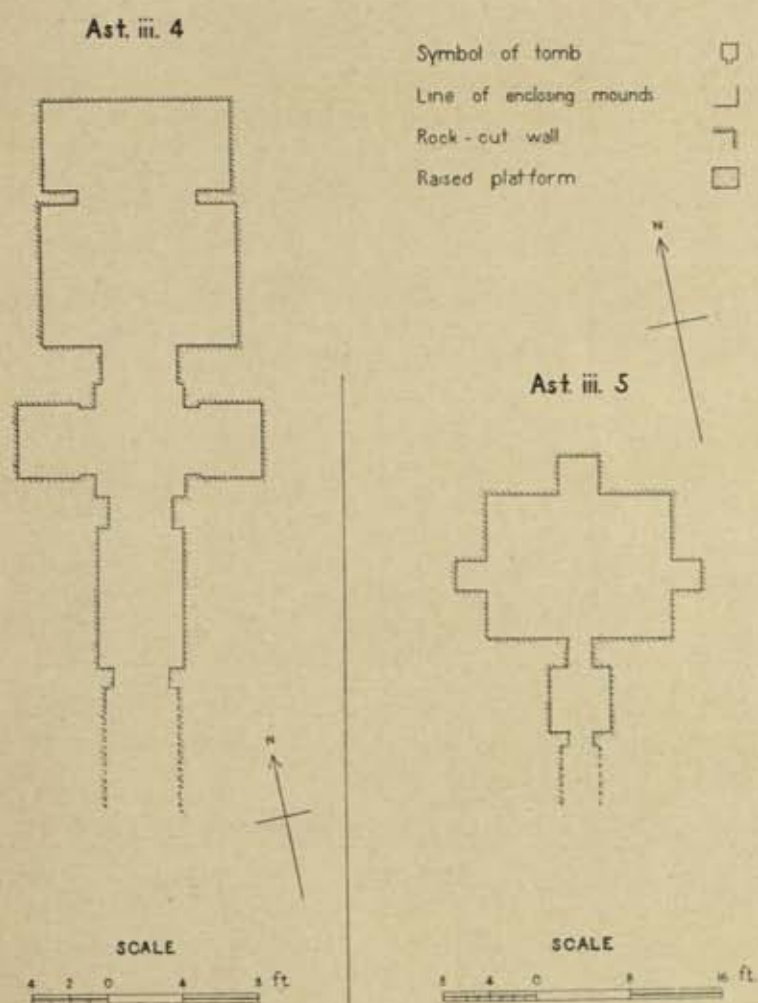 Ast. iii. 4
Symbol of tomb
Line of enclosing mounds
Rock-cut wall
Raised platform
N
Ast. iii. 5
N
SCALE
4 2 0 4 8 ft.
SCALE
8 4 0 8 16 ft.